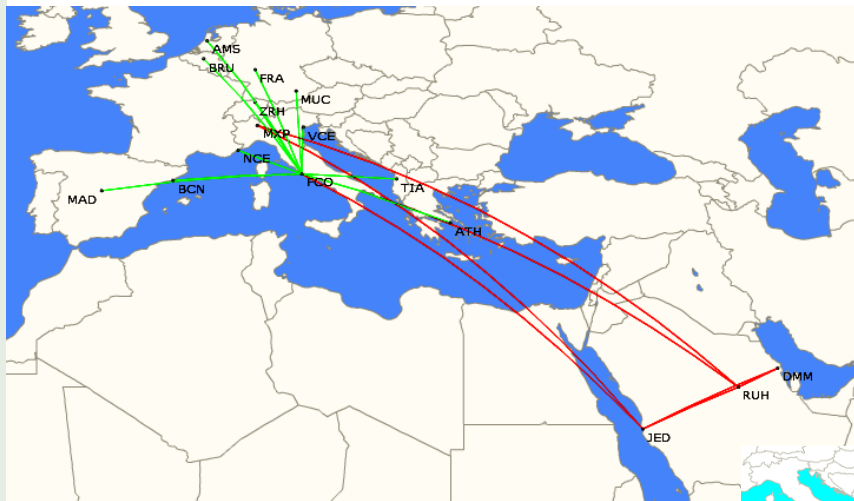 AMS
BRU
FRA
MUC
ZRH
MXP
VCE
NCE
FCO
TIA
BCN
MAD
ATH
DMM
RUH
JED